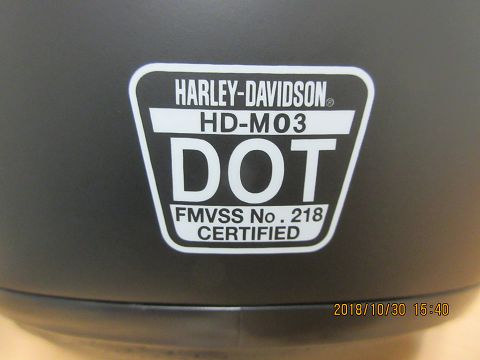 HARLEY-DAVIDSON®
HD-M03
DOT
FMVSS No. 218
CERTIFIED
2018/10/30 15:40